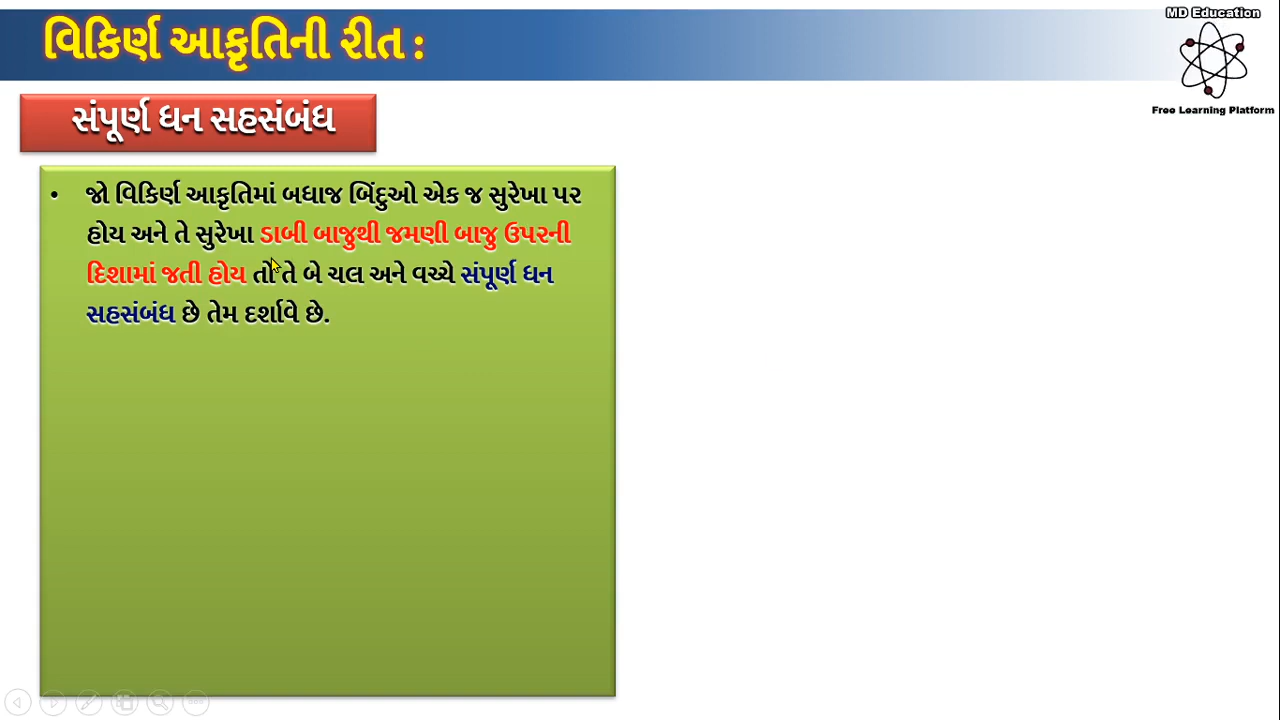 વિકિર્ણ આકૃતિની રીત :
MD Education
Free Learning Platform
સંપૂર્ણ ધન સહસંબંધ
• જો વિકિર્ણ આકૃતિમાં બધાજ બિંદુઓ એક જ સુરેખા પર
હોય અને તે સુરેખા ડાબી બાજુથી જમણી બાજુ ઉપરની
દિશામાં જતી હોય તો તે બે ચલ અને વચ્ચે સંપૂર્ણ ધન
સહસંબંધ છે તેમ દર્શાવે છે.